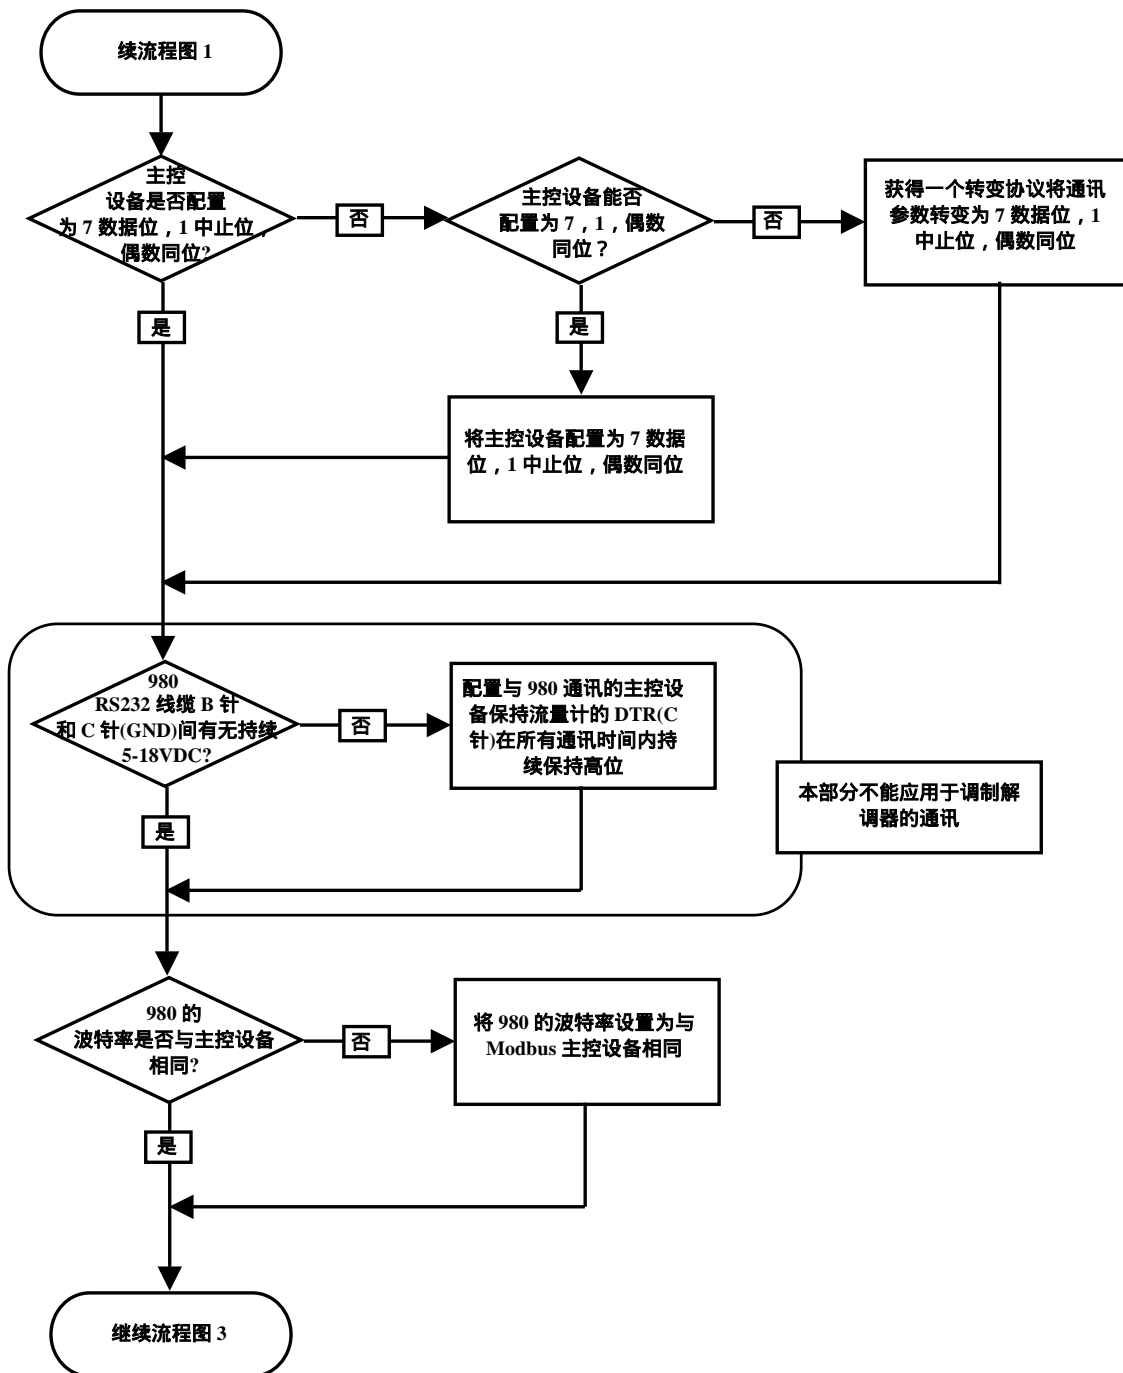 续流程图 1
主控
设备是否配置
为 7 数据位，1 中止位，
偶数同位?
否
主控设备能否
配置为 7，1，偶数
同位？
否
获得一个转变协议将通讯
参数转变为 7 数据位，1
中止位，偶数同位
是
是
将主控设备配置为 7 数据
位，1 中止位，偶数同位
980
RS232 线缆 B 针
和 C 针(GND)间有无持续
5-18VDC?
否
配置与 980 通讯的主控设
备保持流量计的 DTR(C
针)在所有通讯时间内持
续保持高位
本部分不能应用于调制解
调器的通讯
是
980 的
波特率是否与主控设备
相同?
否
将 980 的波特率设置为与
Modbus 主控设备相同
是
继续流程图 3